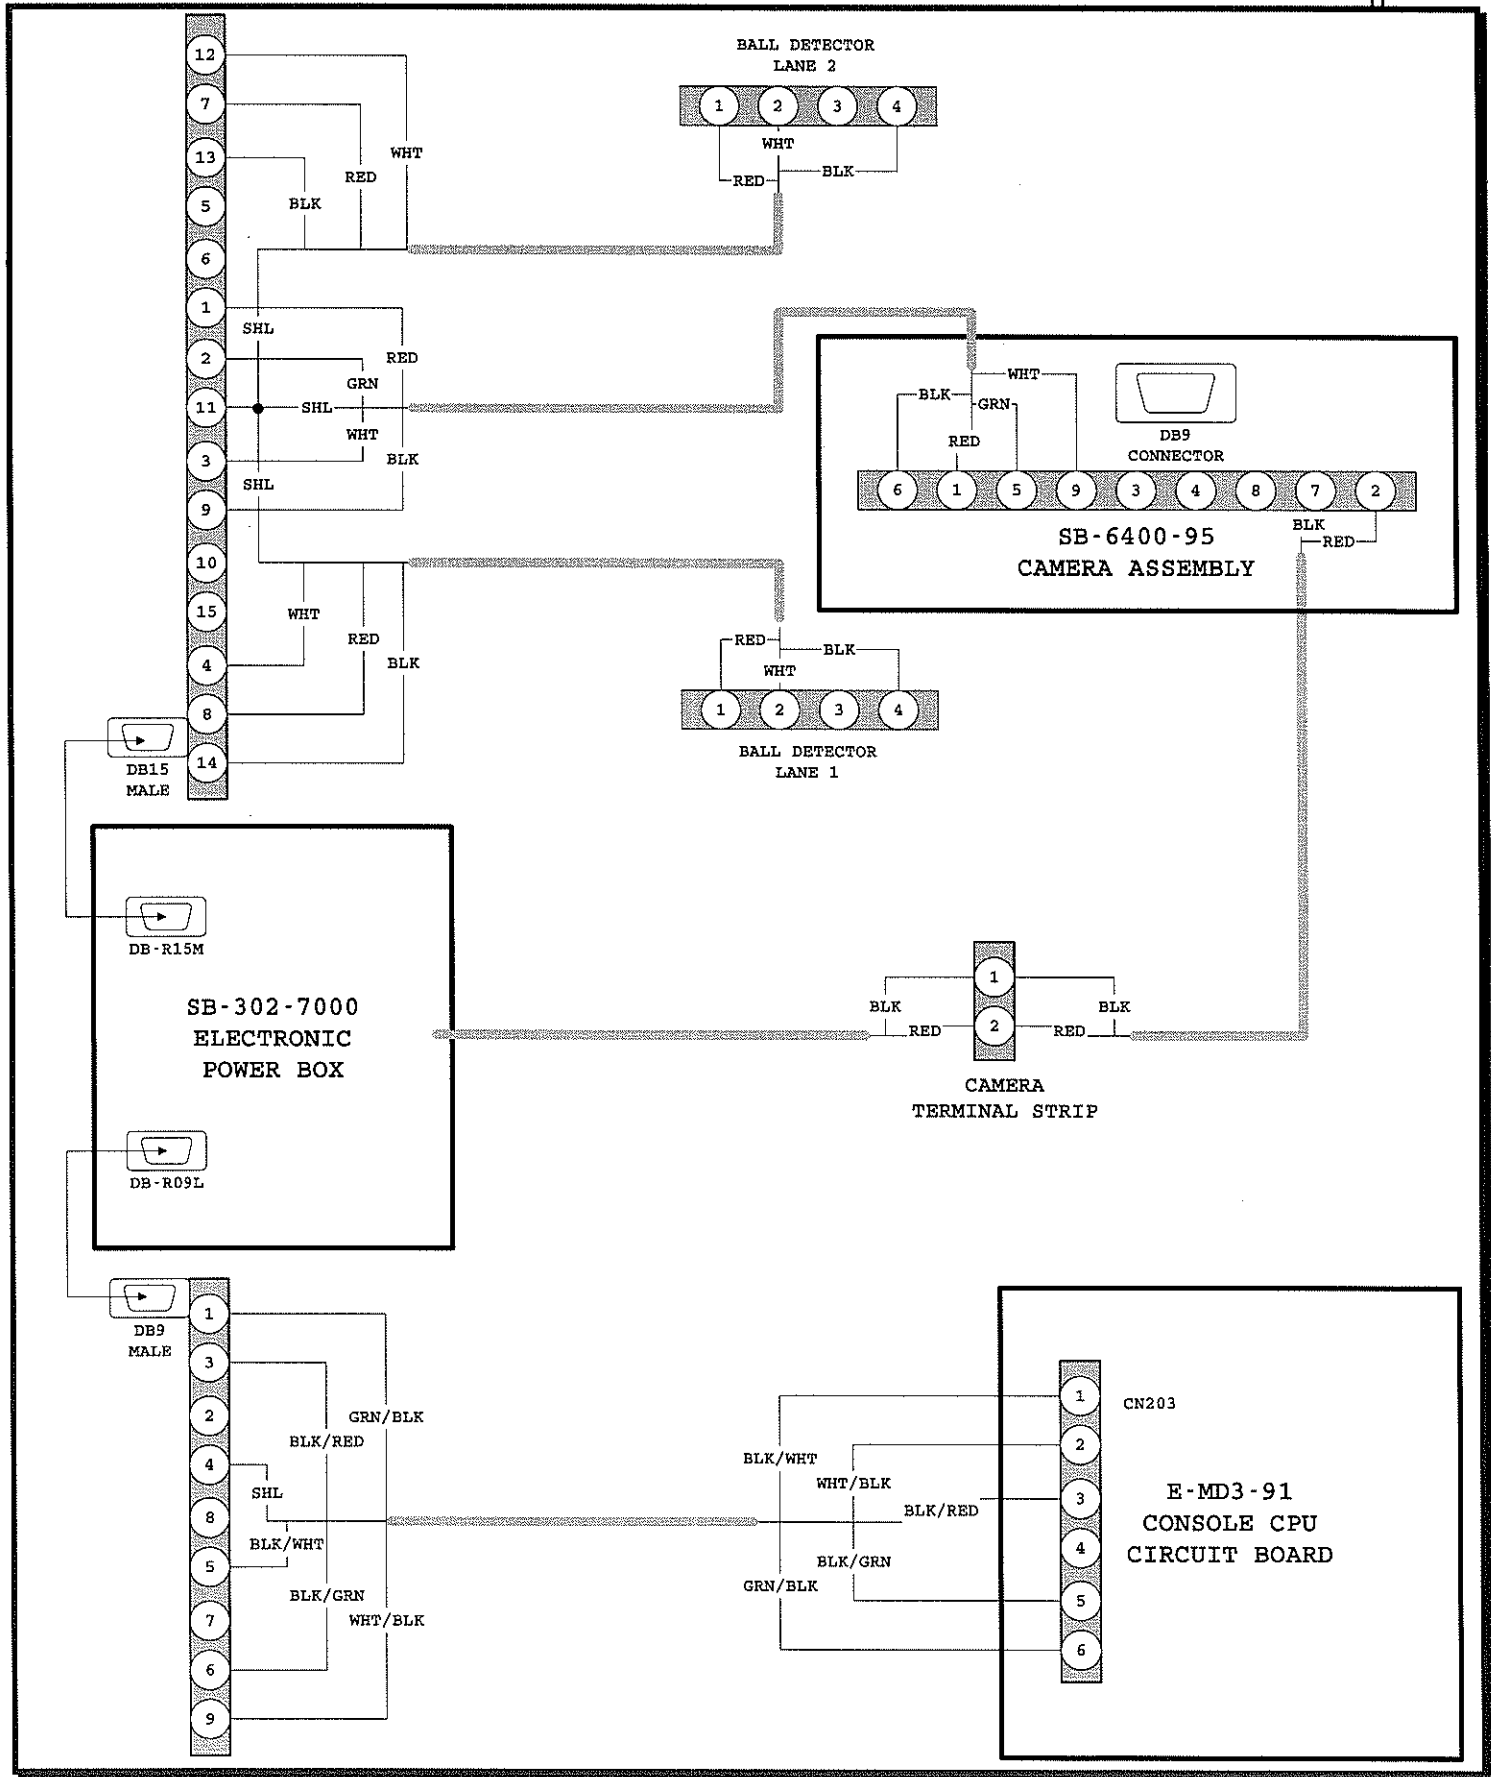 12
7
13
5
6
1
2
11
3
9
10
15
4
8
14
WHT
RED
BLK
SHL
RED
GRN
SHL
WHT
BLK
SHL
WHT
RED
BLK
DB15
MALE
BALL DETECTOR
LANE 2
1 2 3 4
WHT
RED
BLK
WHT
BLK
GRN
RED
DB9
CONNECTOR
6 1 5 9 3 4 8 7 2
BLK
RED
SB-6400-95
CAMERA ASSEMBLY
RED
BLK
WHT
1 2 3 4
BALL DETECTOR
LANE 1
DB-R15M
SB-302-7000
ELECTRONIC
POWER BOX
DB-R09L
1
2
BLK
RED
BLK
RED
CAMERA
TERMINAL STRIP
DB9
MALE
1
3
2
4
8
5
7
6
9
GRN/BLK
BLK/RED
SHL
BLK/WHT
BLK/GRN
WHT/BLK
BLK/WHT
WHT/BLK
BLK/RED
BLK/GRN
GRN/BLK
1
2
3
4
5
6
CN203
E-MD3-91
CONSOLE CPU
CIRCUIT BOARD